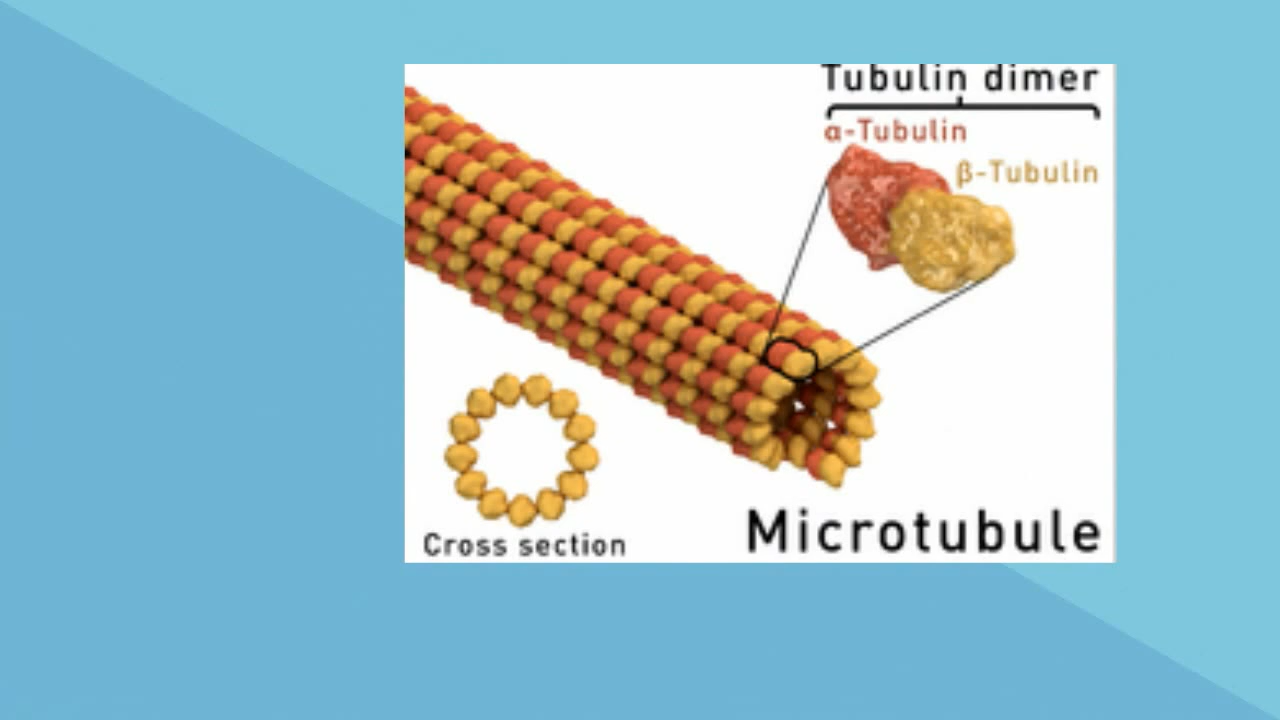 Tubulin dimer
α-Tubulin
β-Tubulin
Cross section
Microtubule